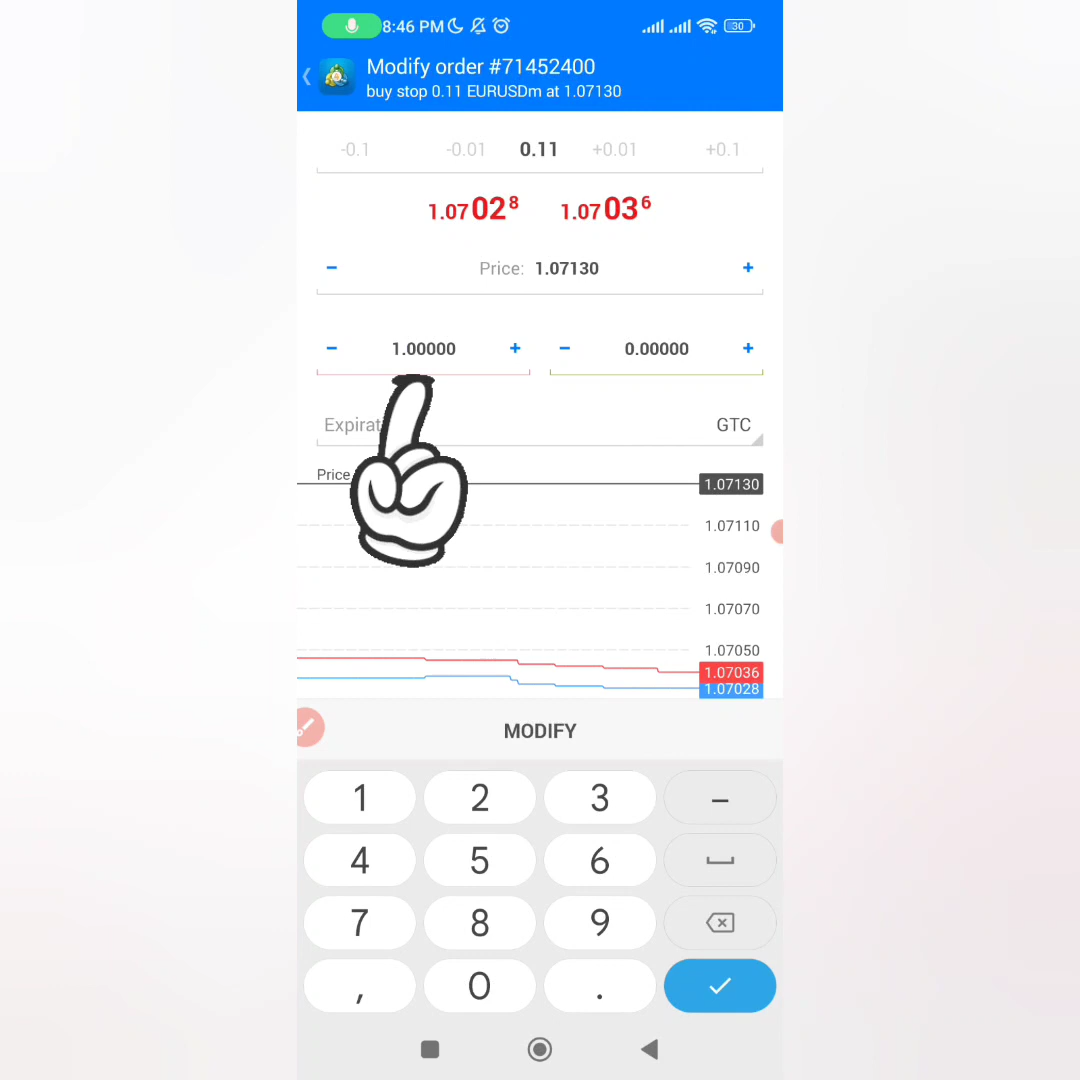 8:46 PM 30
Modify order #71452400
buy stop 0.11 EURUSDm at 1.07130
-0.1 -0.01 0.11 +0.01 +0.1
1.07028 1.07036
− Price: 1.07130 +
− 1.00000 + − 0.00000 +
Expirat GTC
Price 1.07130
1.07110
1.07090
1.07070
1.07050
1.07036
1.07028
MODIFY
1 2 3 –
4 5 6
7 8 9
, 0 .